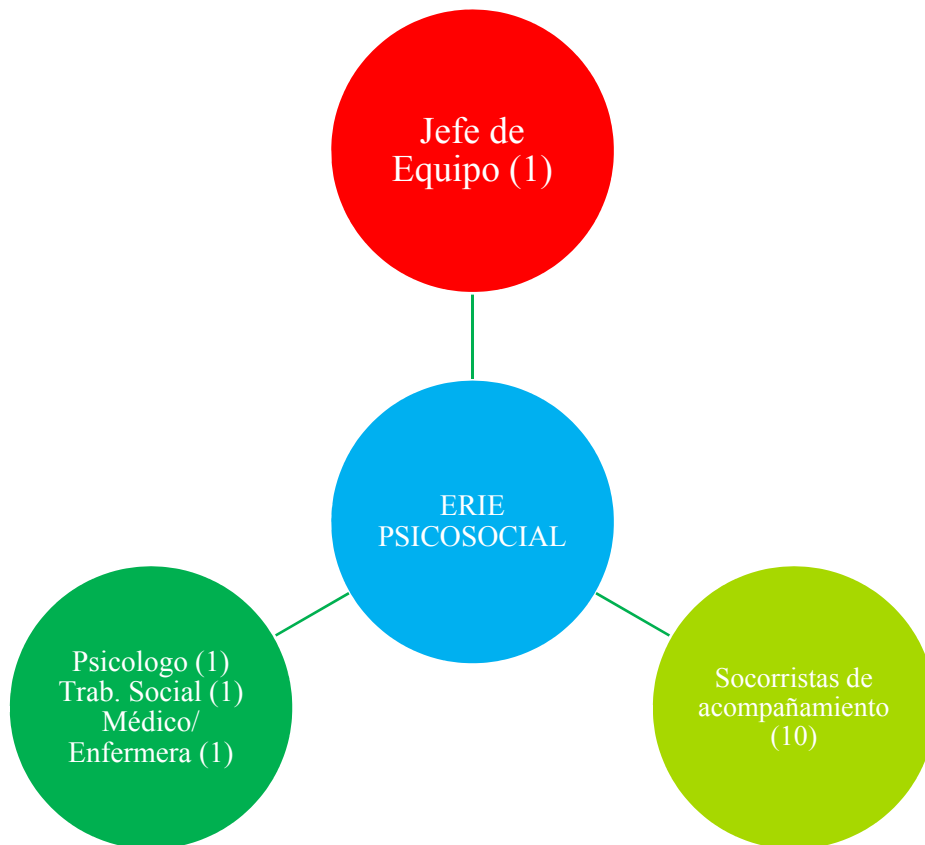 Jefe de
Equipo (1)
ERIE
PSICOSOCIAL
Psicologo (1)
Trab. Social (1)
Médico/
Enfermera (1)
Socorristas de
acompañamiento
(10)